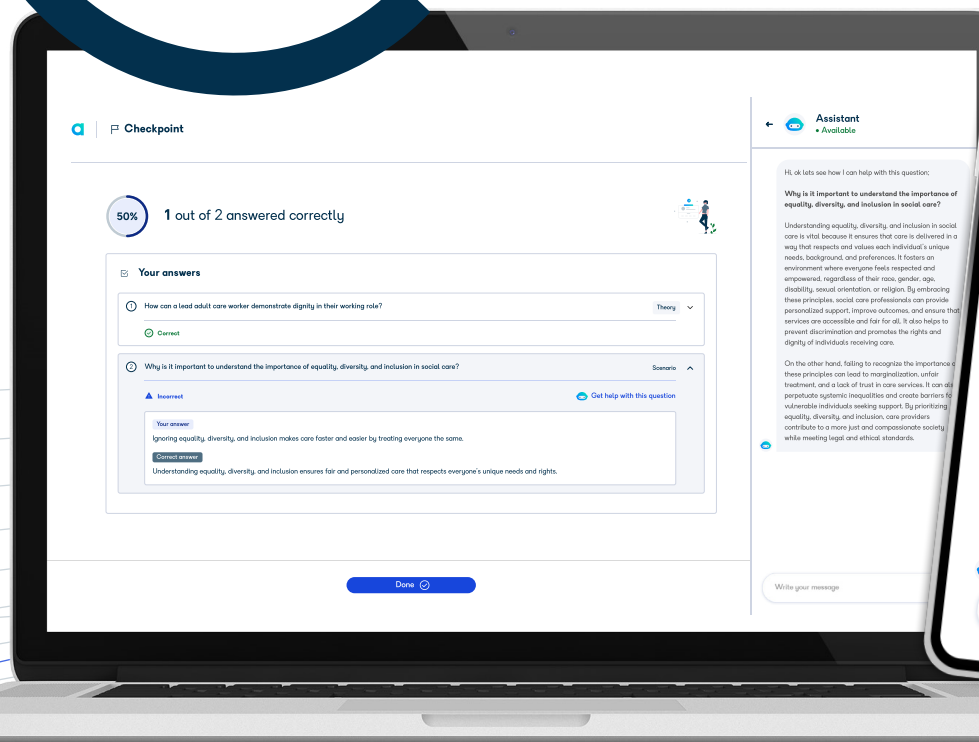 Checkpoint
50%
1 out of 2 answered correctly
Your answers
1 How can a lead adult care worker demonstrate dignity in their working role?
Theory
Correct
2 Why is it important to understand the importance of equality, diversity, and inclusion in social care?
Scenario
Incorrect
Get help with this question
Your answer
Ignoring equality, diversity, and inclusion makes care faster and easier by treating everyone the same.
Correct answer
Understanding equality, diversity, and inclusion ensures fair and personalized care that respects everyone's unique needs and rights.
Done
Assistant
• Available
Hi, ok lets see how I can help with this question;
Why is it important to understand the importance of
equality, diversity, and inclusion in social care?
Understanding equality, diversity, and inclusion in social
care is vital because it ensures that care is delivered in a
way that respects and values each individual's unique
needs, background, and preferences. It fosters an
environment where everyone feels respected and
empowered, regardless of their race, gender, age,
disability, sexual orientation, or religion. By embracing
these principles, social care professionals can provide
personalized support, improve outcomes, and ensure that
services are accessible and fair for all. It also helps to
prevent discrimination and promotes the rights and
dignity of individuals receiving care.
On the other hand, failing to recognize the importance
these principles can lead to marginalization, unfair
treatment, and a lack of trust in care services. It can
perpetuate systemic inequalities and create barriers
vulnerable individuals seeking support. By prioritizing
equality, diversity, and inclusion, care providers
contribute to a more just and compassionate society
while meeting legal and ethical standards.
Write your message